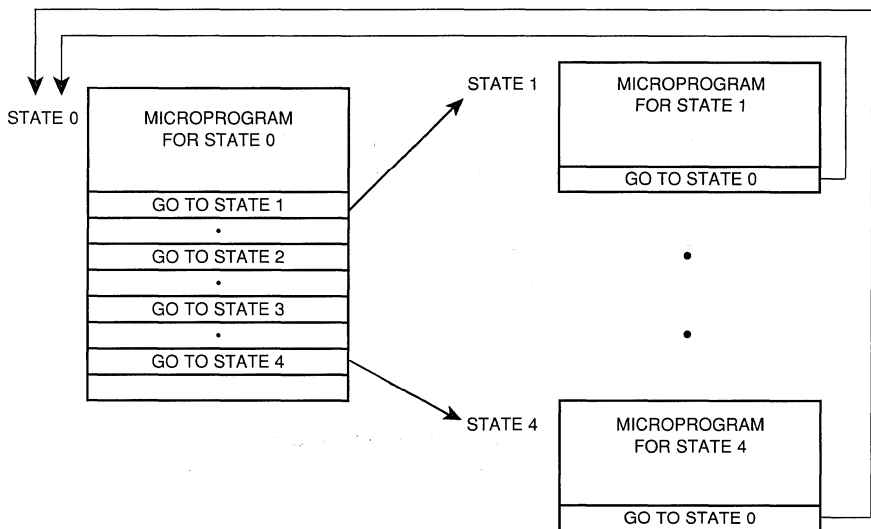 STATE 0
MICROPROGRAM
FOR STATE 0
GO TO STATE 1
GO TO STATE 2
GO TO STATE 3
GO TO STATE 4
STATE 1
MICROPROGRAM
FOR STATE 1
GO TO STATE 0
STATE 4
MICROPROGRAM
FOR STATE 4
GO TO STATE 0